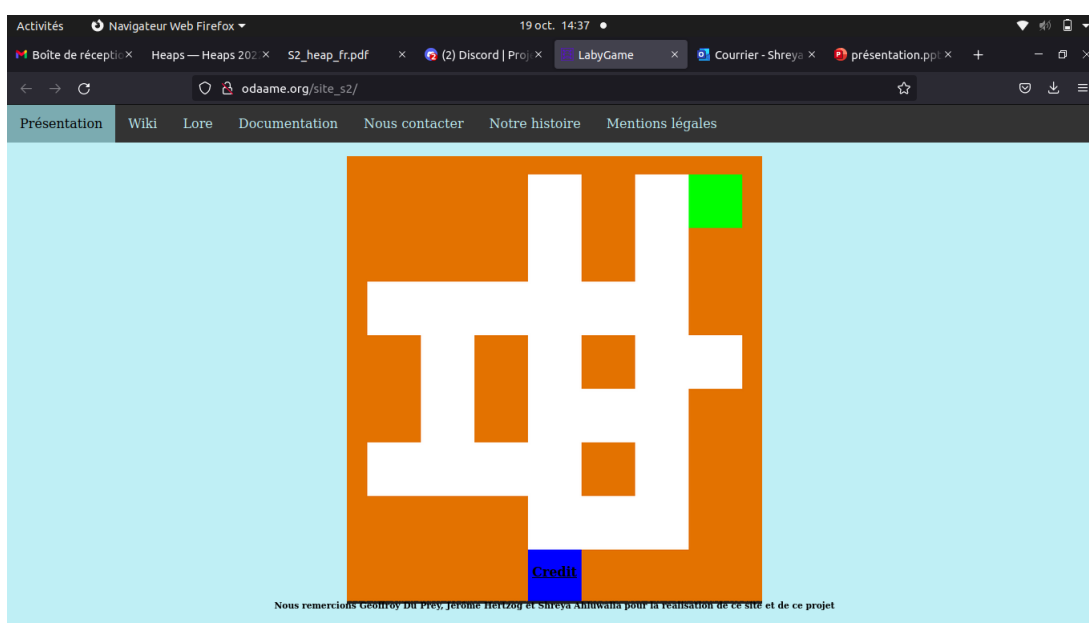 Activités Navigateur Web Firefox 19 oct. 14:37
Boîte de réceptio Heaps — Heaps 202 S2_heap_fr.pdf (2) Discord | Proj LabyGame Courrier - Shreya présentation.ppt
odaame.org/site_s2/
Présentation Wiki Lore Documentation Nous contacter Notre histoire Mentions légales
Credit
Nous remercions Geoffroy Du Prey, Jerome Hertzog et Shreya Ahluwalia pour la realisation de ce site et de ce projet